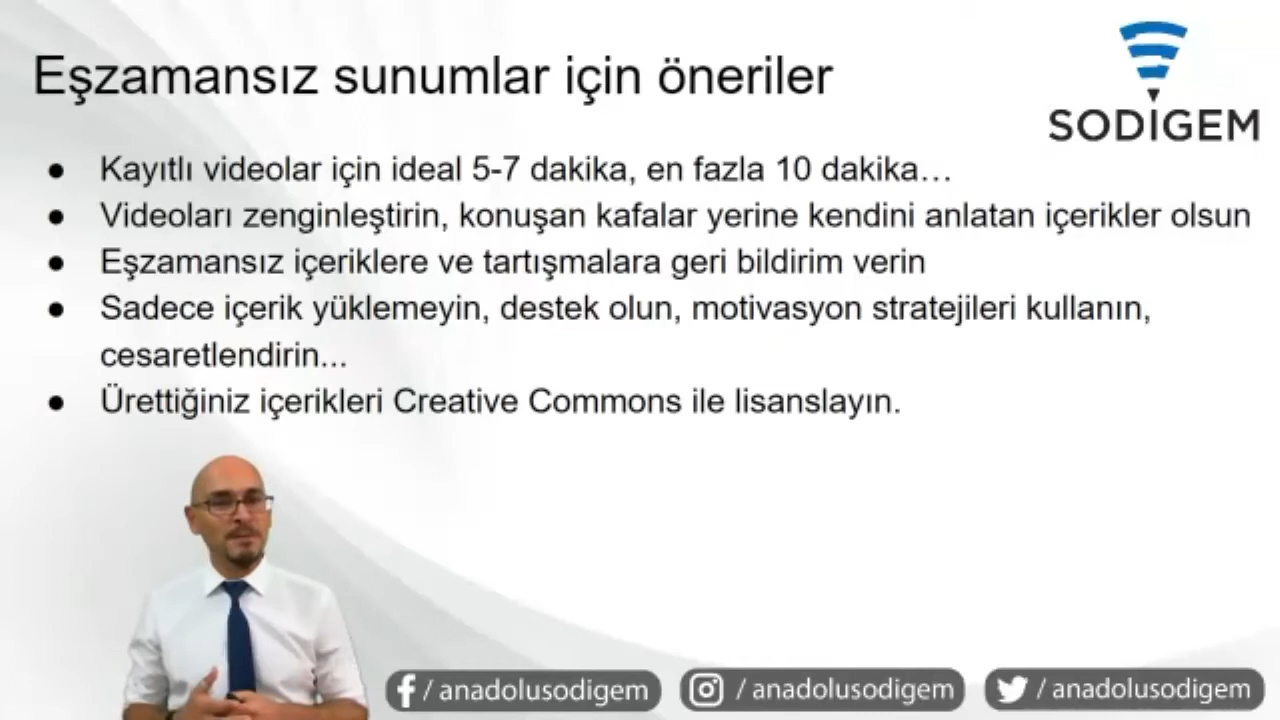 Eşzamansız sunumlar için öneriler
SODİGEM
● Kayıtlı videolar için ideal 5-7 dakika, en fazla 10 dakika…
● Videoları zenginleştirin, konuşan kafalar yerine kendini anlatan içerikler olsun
● Eşzamansız içeriklere ve tartışmalara geri bildirim verin
● Sadece içerik yüklemeyin, destek olun, motivasyon stratejileri kullanın,
cesaretlendirin...
● Ürettiğiniz içerikleri Creative Commons ile lisanslayın.
/ anadolusodigem
/ anadolusodigem
/ anadolusodigem